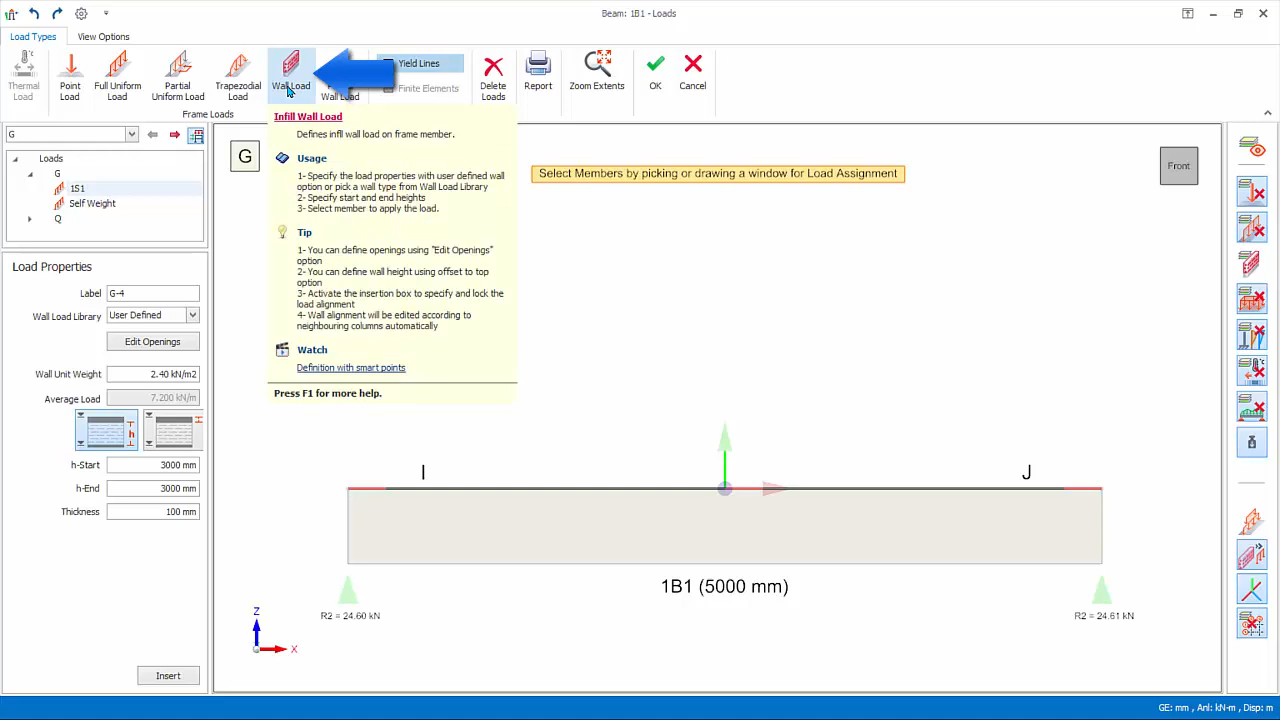 Beam: 1B1 - Loads
Load Types
View Options
Thermal
Load
Point
Load
Full Uniform
Load
Partial
Uniform Load
Trapezodial
Load
Wall Load
Wall Load
Yield Lines
Finite Elements
Delete
Loads
Report
Zoom Extents
OK
Cancel
Frame Loads
G
Loads
G
1S1
Self Weight
Q
Load Properties
Label
G-4
Wall Load Library
User Defined
Edit Openings
Wall Unit Weight
2.40 kN/m2
Average Load
7.200 kN/m
h
h-Start
3000 mm
h-End
3000 mm
Thickness
100 mm
Insert
Infill Wall Load
Defines infll wall load on frame member.
Usage
1- Specify the load properties with user defined wall
option or pick a wall type from Wall Load Library
2- Specify start and end heights
3- Select member to apply the load.
Tip
1- You can define openings using "Edit Openings"
option
2- You can define wall height using offset to top
option
3- Activate the insertion box to specify and lock the
load alignment
4- Wall alignment will be edited according to
neighbouring columns automatically
Watch
Definition with smart points
Press F1 for more help.
G
Select Members by picking or drawing a window for Load Assignment
Front
I
J
1B1 (5000 mm)
R2 = 24.60 kN
R2 = 24.61 kN
Z
X
GE: mm , Anl: kN-m , Disp: m